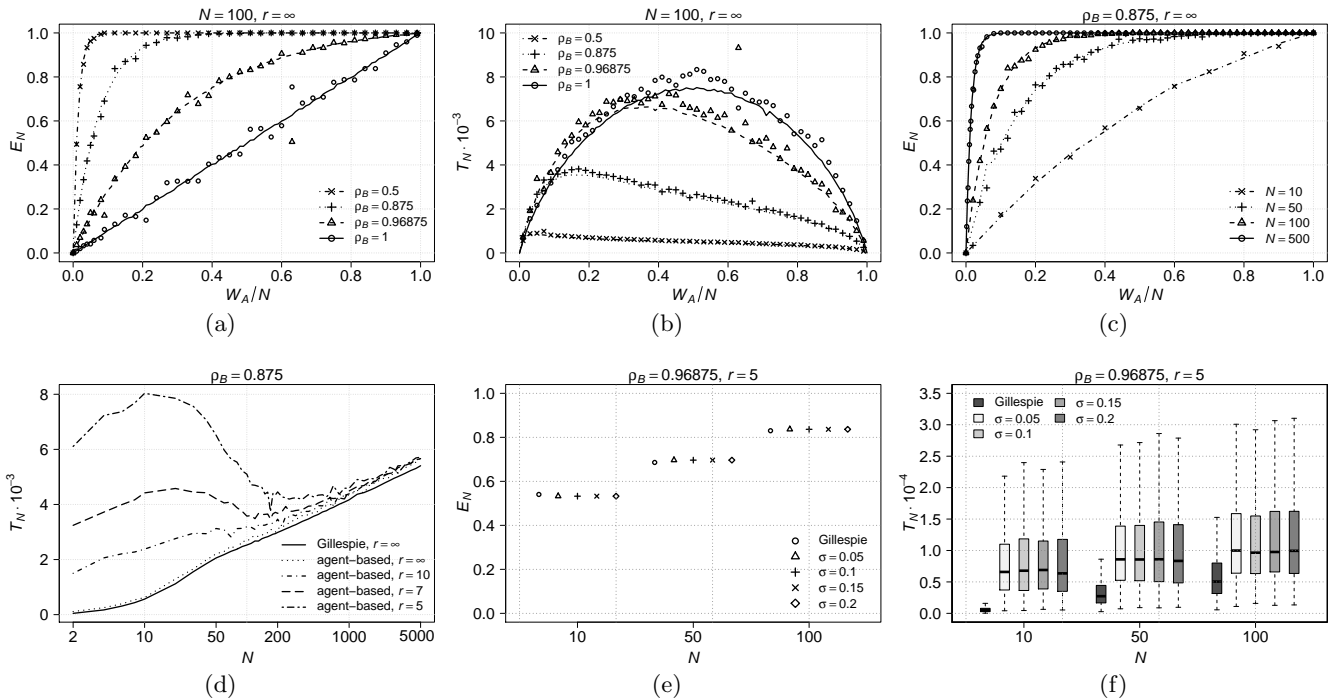 N = 100, r = ∞
E_N
1.0
0.8
0.6
0.4
0.2
0.0
ρ_B = 0.5
ρ_B = 0.875
ρ_B = 0.96875
ρ_B = 1
0.0 0.2 0.4 0.6 0.8 1.0
W_A/N
(a)
N = 100, r = ∞
T_N · 10^-3
10
8
6
4
2
0
ρ_B = 0.5
ρ_B = 0.875
ρ_B = 0.96875
ρ_B = 1
0.0 0.2 0.4 0.6 0.8 1.0
W_A/N
(b)
ρ_B = 0.875, r = ∞
E_N
1.0
0.8
0.6
0.4
0.2
0.0
N = 10
N = 50
N = 100
N = 500
0.0 0.2 0.4 0.6 0.8 1.0
W_A/N
(c)
ρ_B = 0.875
T_N · 10^-3
8
6
4
2
0
Gillespie, r = ∞
agent−based, r = ∞
agent−based, r = 10
agent−based, r = 7
agent−based, r = 5
2 10 50 200 1000 5000
N
(d)
ρ_B = 0.96875, r = 5
E_N
1.0
0.8
0.6
0.4
0.2
0.0
Gillespie
σ = 0.05
σ = 0.1
σ = 0.15
σ = 0.2
10 50 100
N
(e)
ρ_B = 0.96875, r = 5
T_N · 10^-4
3.5
3.0
2.5
2.0
1.5
1.0
0.5
0.0
Gillespie σ = 0.15
σ = 0.05 σ = 0.2
σ = 0.1
10 50 100
N
(f)